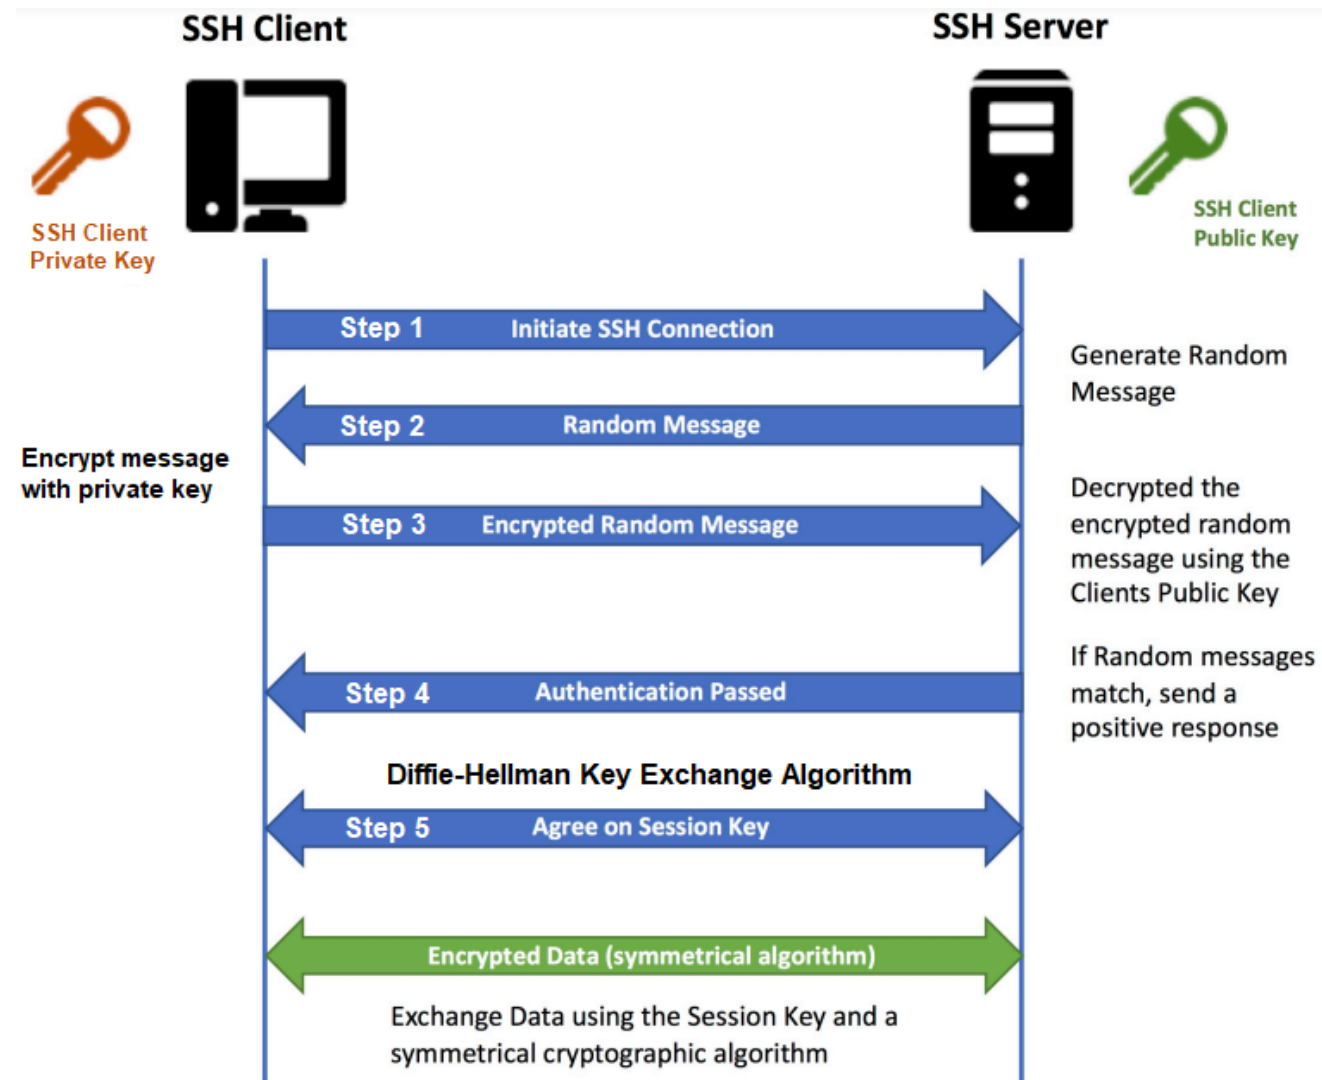 SSH Client
SSH Server
SSH Client
Private Key
SSH Client
Public Key
Step 1 Initiate SSH Connection
Generate Random
Message
Step 2 Random Message
Encrypt message
with private key
Step 3 Encrypted Random Message
Decrypted the
encrypted random
message using the
Clients Public Key
If Random messages
match, send a
positive response
Step 4 Authentication Passed
Diffie-Hellman Key Exchange Algorithm
Step 5 Agree on Session Key
Encrypted Data (symmetrical algorithm)
Exchange Data using the Session Key and a
symmetrical cryptographic algorithm